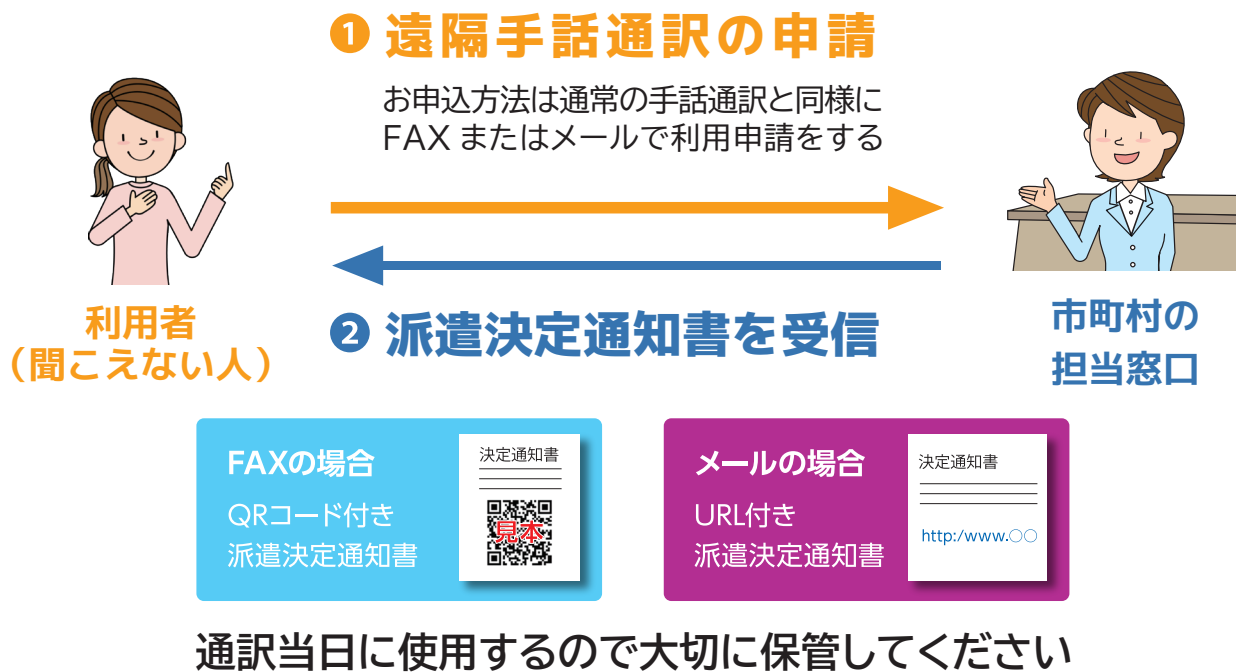 ❶ 遠隔手話通訳の申請
お申込方法は通常の手話通訳と同様に
FAX またはメールで利用申請をする
利用者
（聞こえない人）
❷ 派遣決定通知書を受信
市町村の
担当窓口
FAXの場合
QRコード付き
派遣決定通知書
決定通知書
見本
メールの場合
URL付き
派遣決定通知書
決定通知書
http:/www.○○
通訳当日に使用するので大切に保管してください